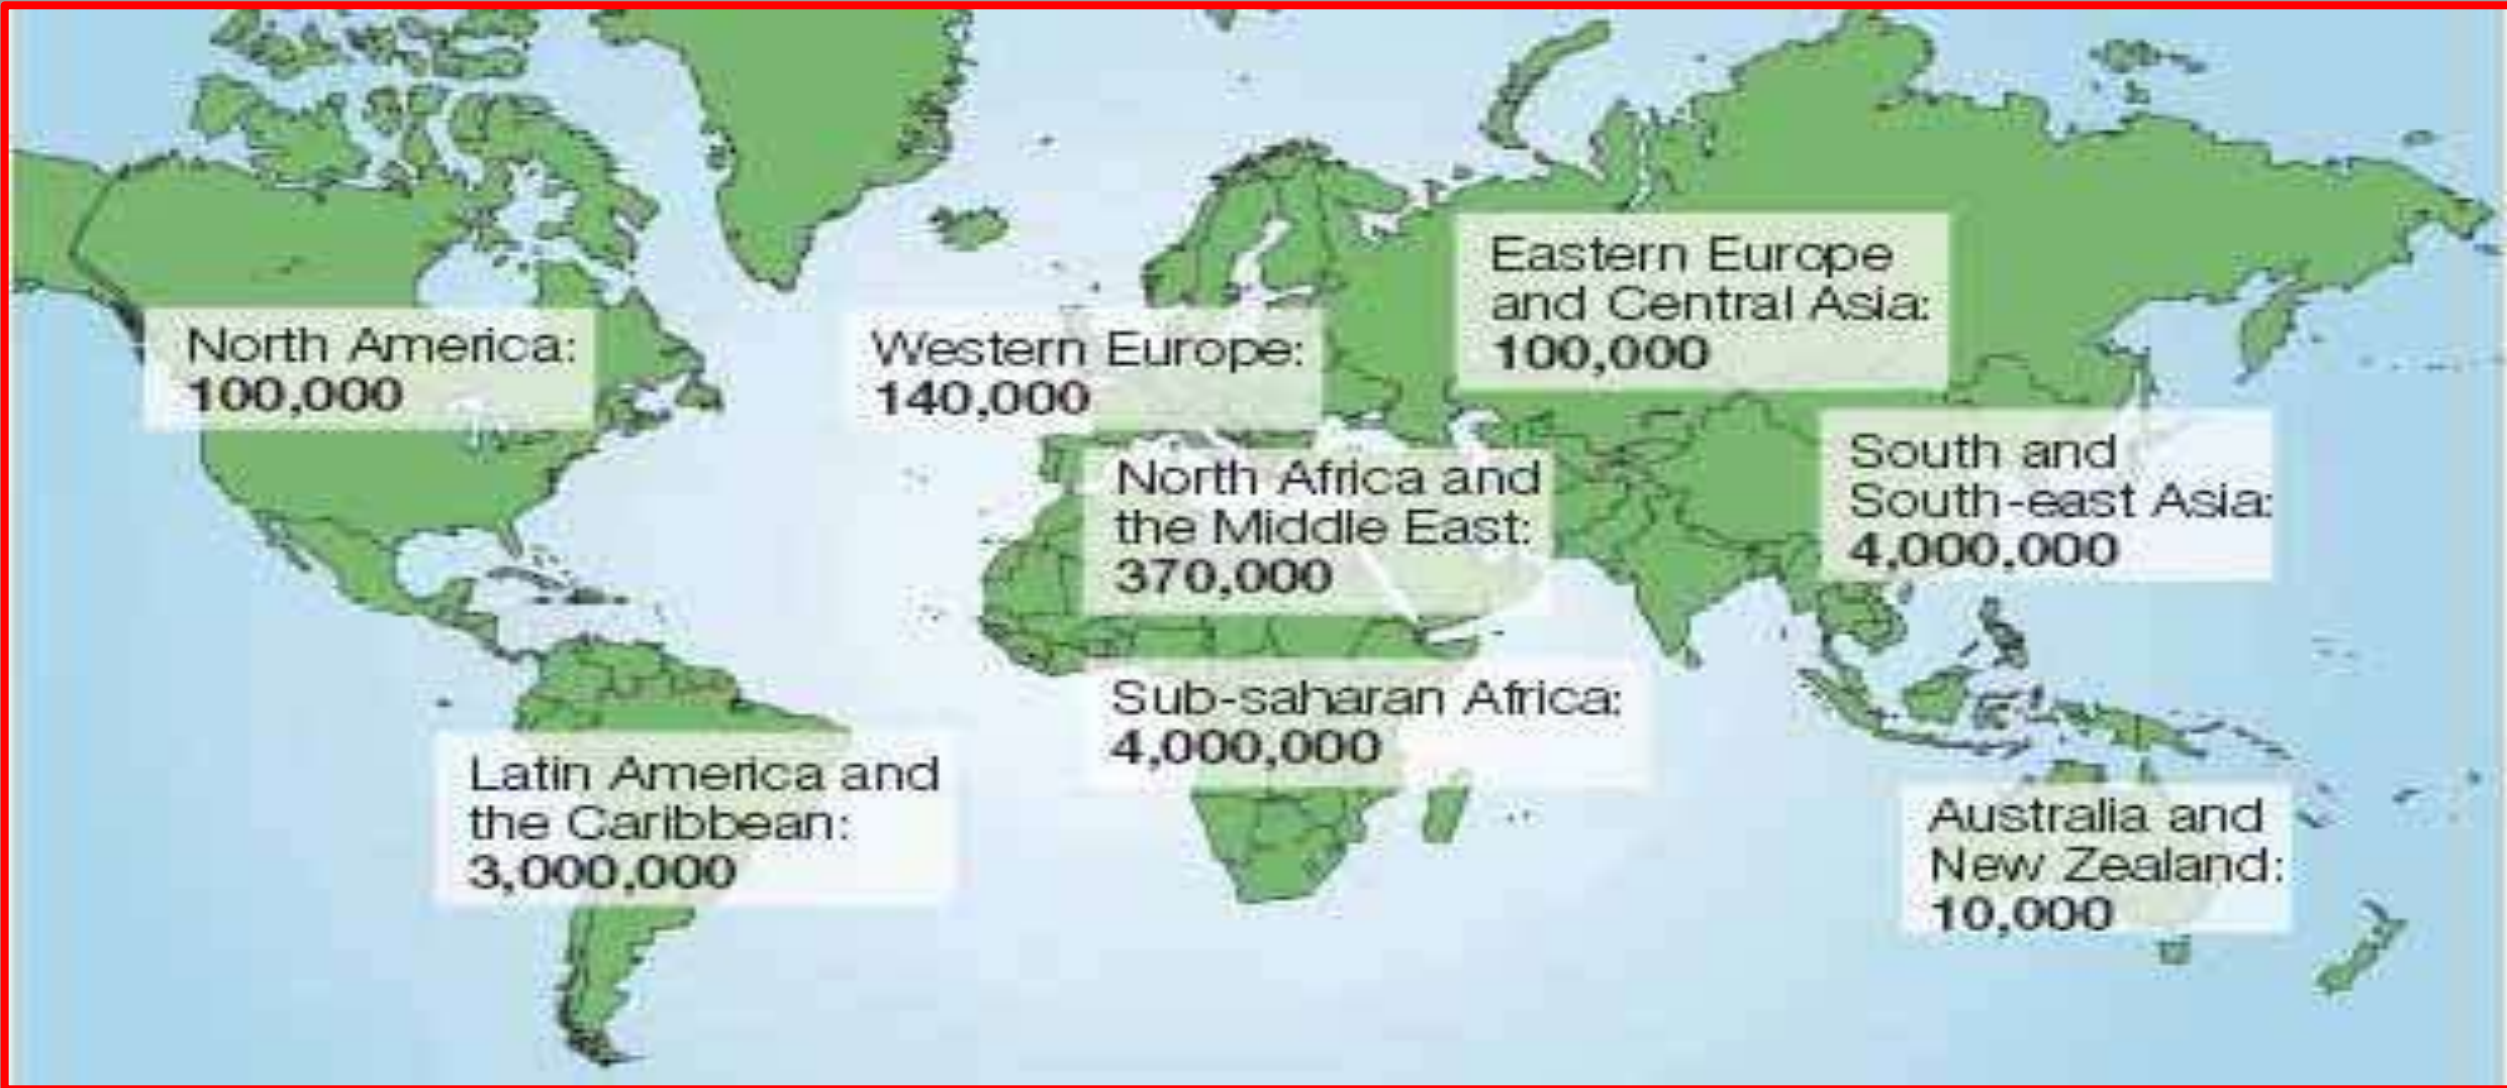 North America:
100,000
Western Europe:
140,000
Eastern Europe
and Central Asia:
100,000
North Africa and
the Middle East:
370,000
South and
South-east Asia:
4,000,000
Sub-saharan Africa:
4,000,000
Latin America and
the Caribbean:
3,000,000
Australia and
New Zealand:
10,000